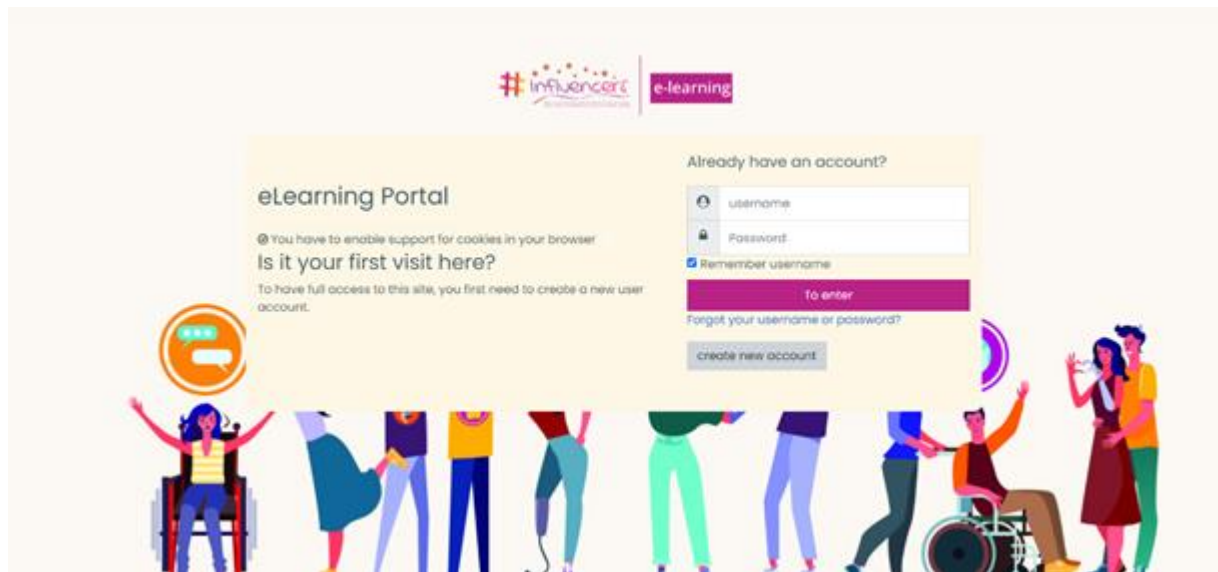 #influencers
e-learning
eLearning Portal
You have to enable support for cookies in your browser
Is it your first visit here?
To have full access to this site, you first need to create a new user
account.
Already have an account?
username
Password
Remember username
To enter
Forgot your username or password?
create new account